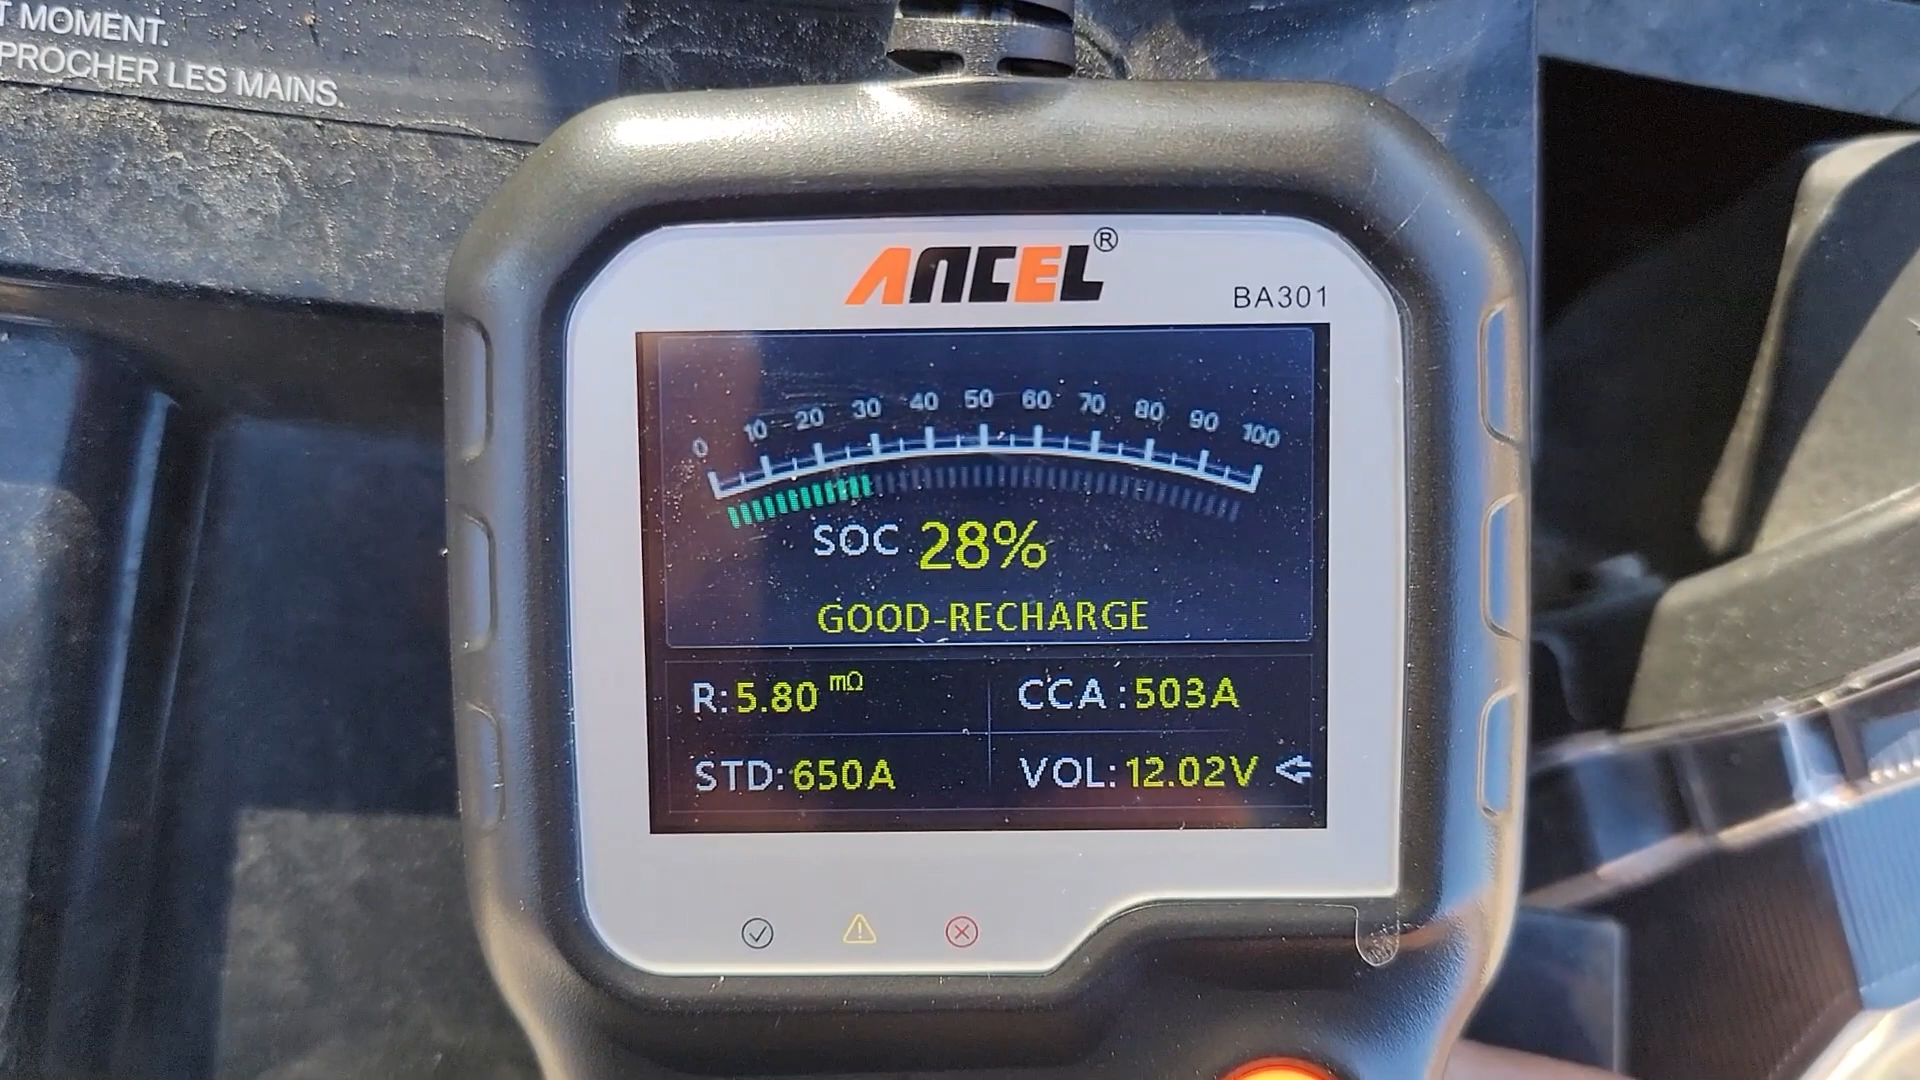 T MOMENT.
PROCHER LES MAINS.
ANCEL®
BA301
0 10 20 30 40 50 60 70 80 90 100
SOC 28%
GOOD-RECHARGE
R: 5.80 mΩ CCA : 503A
STD: 650A VOL: 12.02V